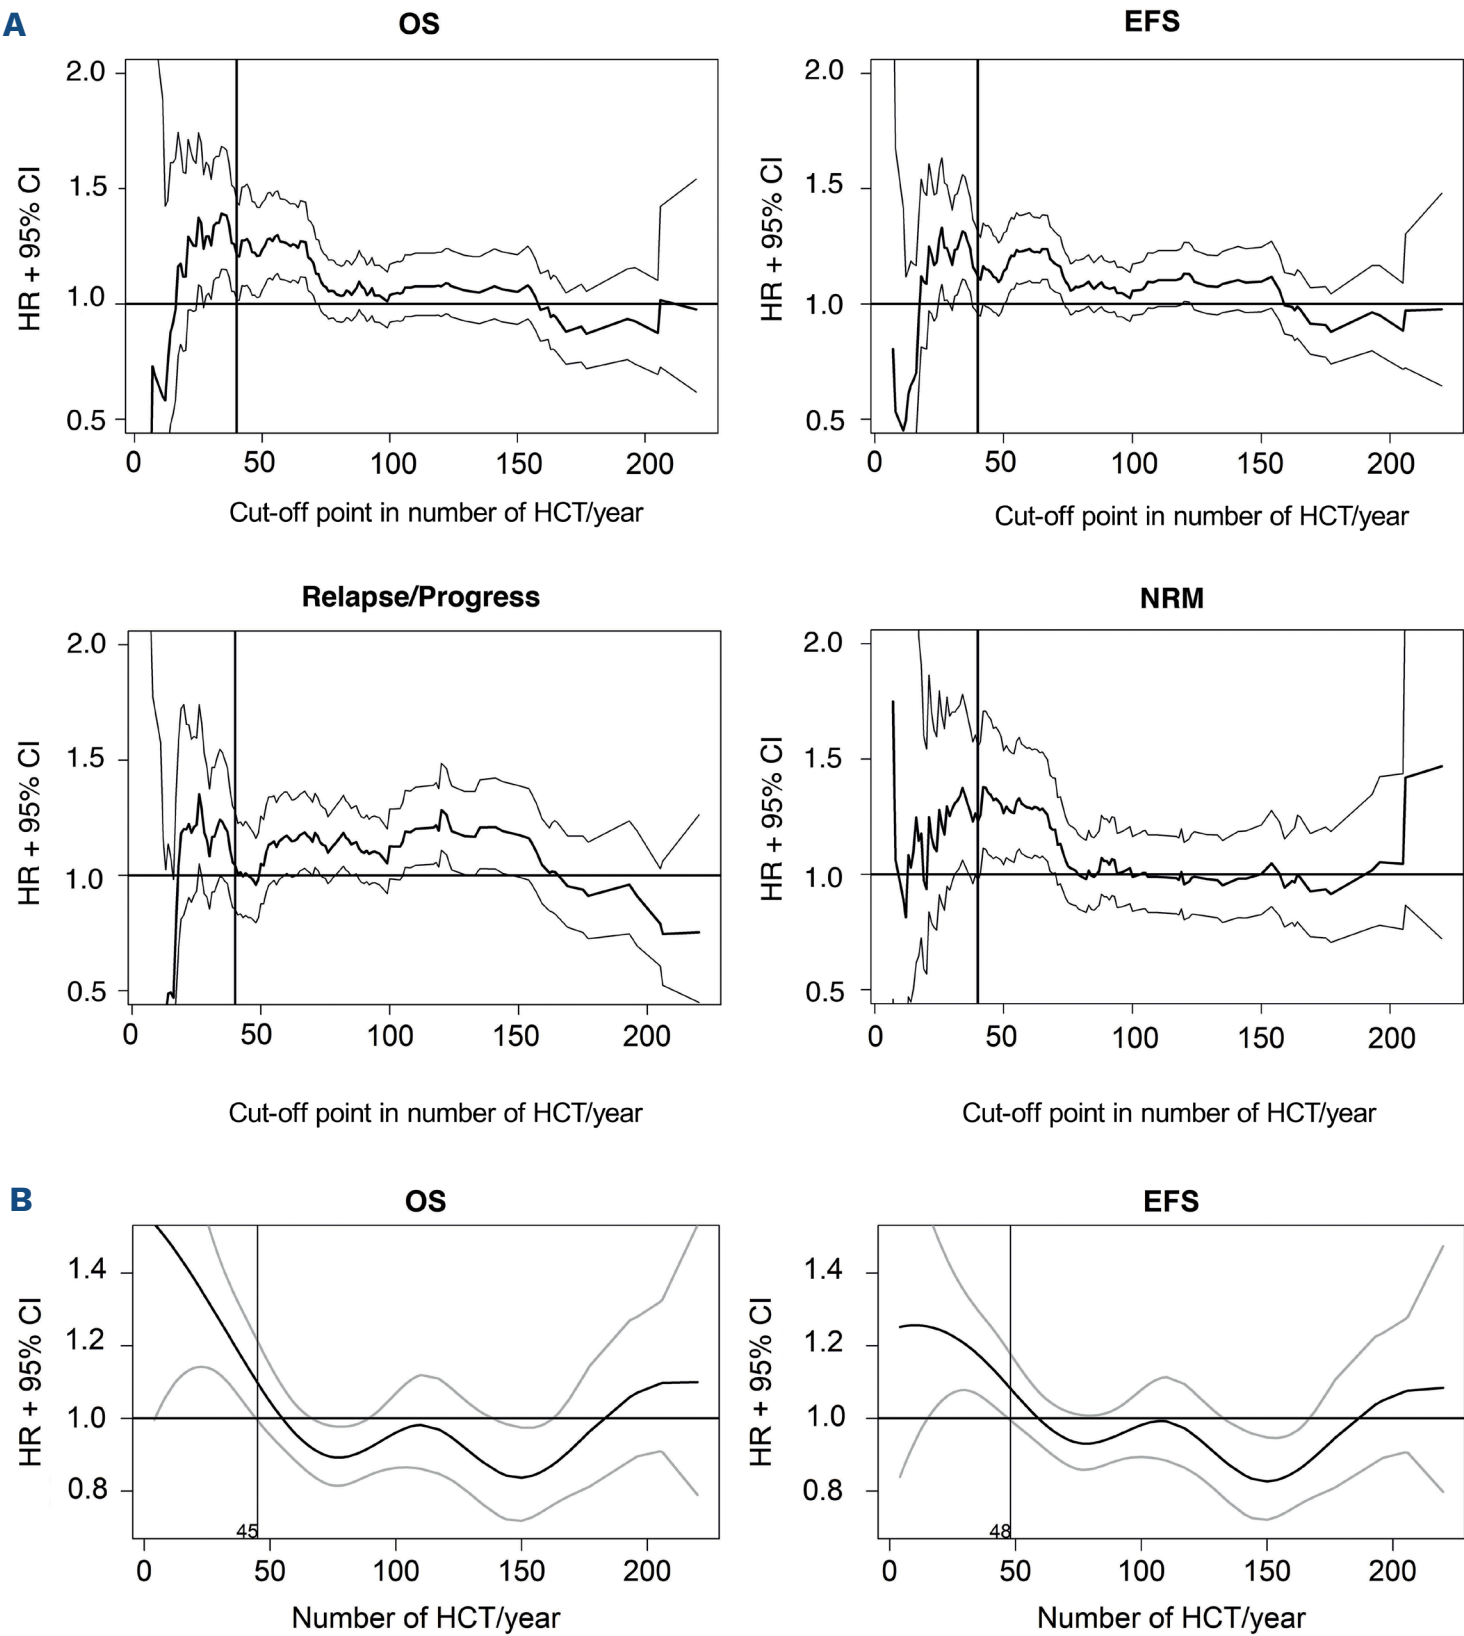 A
OS
EFS
HR + 95% CI
2.0
1.5
1.0
0.5
0 50 100 150 200
Cut-off point in number of HCT/year
HR + 95% CI
2.0
1.5
1.0
0.5
0 50 100 150 200
Cut-off point in number of HCT/year
Relapse/Progress
NRM
HR + 95% CI
2.0
1.5
1.0
0.5
0 50 100 150 200
Cut-off point in number of HCT/year
HR + 95% CI
2.0
1.5
1.0
0.5
0 50 100 150 200
Cut-off point in number of HCT/year
B
OS
EFS
HR + 95% CI
1.4
1.2
1.0
0.8
45
0 50 100 150 200
Number of HCT/year
HR + 95% CI
1.4
1.2
1.0
0.8
48
0 50 100 150 200
Number of HCT/year